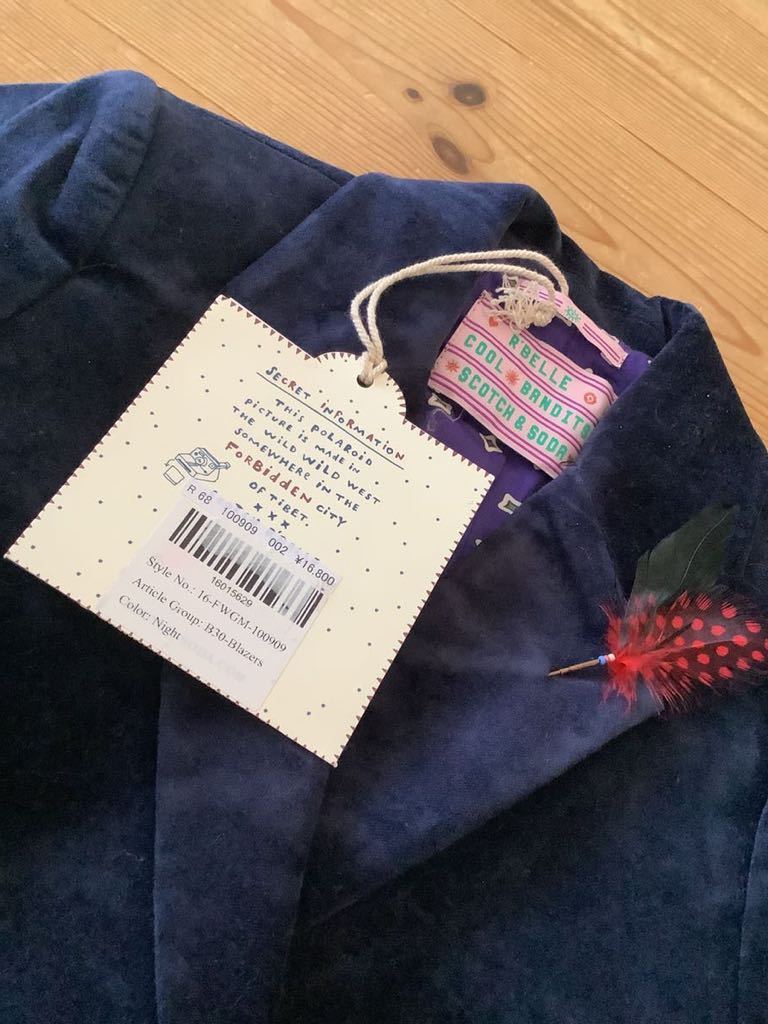 SECRET INFORMATION
THIS POLAROID
PICTURE IS MADE IN
THE WILD WILD WEST
SOMEWHERE IN THE
FORBIDDEN CITY
OF TIBET
x x x
R 68 100909 002 ¥16,800
16015629
Style No.: 16-FWGM-100909
Article Group: B30-Blazers
Color: Night
R'BELLE
COOL BANDITO
SCOTCH & SODA